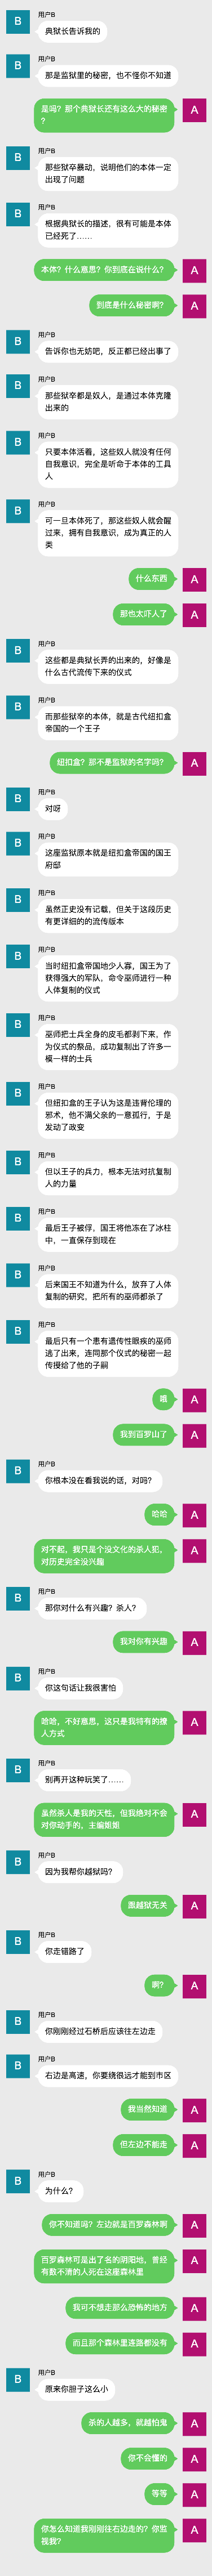 B
用户B
典狱长告诉我的
B
用户B
那是监狱里的秘密，也不怪你不知道
是吗？那个典狱长还有这么大的秘密
？
A
B
用户B
那些狱卒暴动，说明他们的本体一定
出现了问题
B
用户B
根据典狱长的描述，很有可能是本体
已经死了……
本体？什么意思？你到底在说什么？
A
到底是什么秘密啊？
A
B
用户B
告诉你也无妨吧，反正都已经出事了
B
用户B
那些狱卒都是奴人，是通过本体克隆
出来的
B
用户B
只要本体活着，这些奴人就没有任何
自我意识，完全是听命于本体的工具
人
B
用户B
可一旦本体死了，那这些奴人就会醒
过来，拥有自我意识，成为真正的人
类
什么东西
A
那也太吓人了
A
B
用户B
这些都是典狱长弄的出来的，好像是
什么古代流传下来的仪式
B
用户B
而那些狱卒的本体，就是古代纽扣盒
帝国的一个王子
纽扣盒？那不是监狱的名字吗？
A
B
用户B
对呀
B
用户B
这座监狱原本就是纽扣盒帝国的国王
府邸
B
用户B
虽然正史没有记载，但关于这段历史
有更详细的的流传版本
B
用户B
当时纽扣盒帝国地少人寡，国王为了
获得强大的军队，命令巫师进行一种
人体复制的仪式
B
用户B
巫师把士兵全身的皮毛都剥下来，作
为仪式的祭品，成功复制出了许多一
模一样的士兵
B
用户B
但纽扣盒的王子认为这是违背伦理的
邪术，他不满父亲的一意孤行，于是
发动了政变
B
用户B
但以王子的兵力，根本无法对抗复制
人的力量
B
用户B
最后王子被俘，国王将他冻在了冰柱
中，一直保存到现在
B
用户B
后来国王不知道为什么，放弃了人体
复制的研究，把所有的巫师都杀了
B
用户B
最后只有一个患有遗传性眼疾的巫师
逃了出来，连同那个仪式的秘密一起
传授给了他的子嗣
哦
A
我到百罗山了
A
B
用户B
你根本没在看我说的话，对吗？
哈哈
A
对不起，我只是个没文化的杀人犯，
对历史完全没兴趣
A
B
用户B
那你对什么有兴趣？杀人？
我对你有兴趣
A
B
用户B
你这句话让我很害怕
哈哈，不好意思，这只是我特有的撩
人方式
A
B
用户B
别再开这种玩笑了……
虽然杀人是我的天性，但我绝对不会
对你动手的，主编姐姐
A
B
用户B
因为我帮你越狱吗？
跟越狱无关
A
B
用户B
你走错路了
啊？
A
B
用户B
你刚刚经过石桥后应该往左边走
B
用户B
右边是高速，你要绕很远才能到市区
我当然知道
A
但左边不能走
A
B
用户B
为什么？
你不知道吗？左边就是百罗森林啊
A
百罗森林可是出了名的阴阳地，曾经
有数不清的人死在这座森林里
A
我可不想走那么恐怖的地方
A
而且那个森林里连路都没有
A
B
用户B
原来你胆子这么小
杀的人越多，就越怕鬼
A
你不会懂的
A
等等
A
你怎么知道我刚刚往右边走的？你监
视我？
A